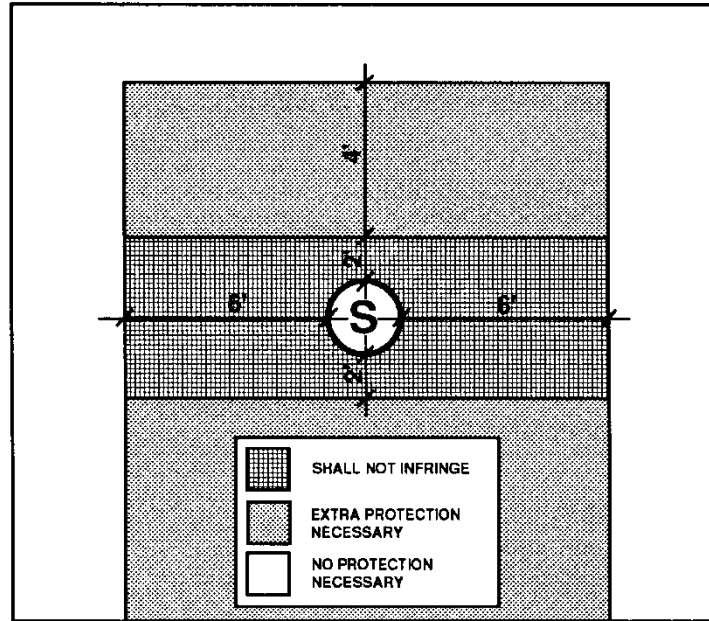 4'
2'
6'
S
6'
2'
SHALL NOT INFRINGE
EXTRA PROTECTION
NECESSARY
NO PROTECTION
NECESSARY